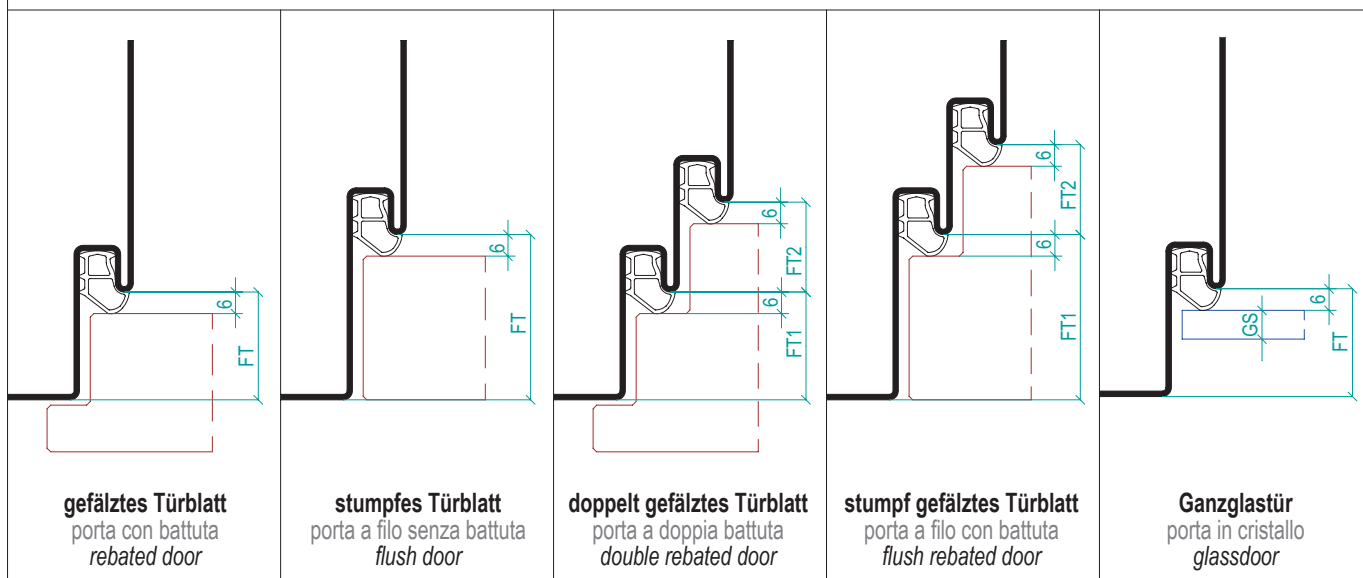 6
FT
gefälztes Türblatt
porta con battuta
rebated door
6
FT
stumpfes Türblatt
porta a filo senza battuta
flush door
6
FT2
6
FT1
doppelt gefälztes Türblatt
porta a doppia battuta
double rebated door
6
FT2
6
FT1
stumpf gefälztes Türblatt
porta a filo con battuta
flush rebated door
6
GS
FT
Ganzglastür
porta in cristallo
glassdoor